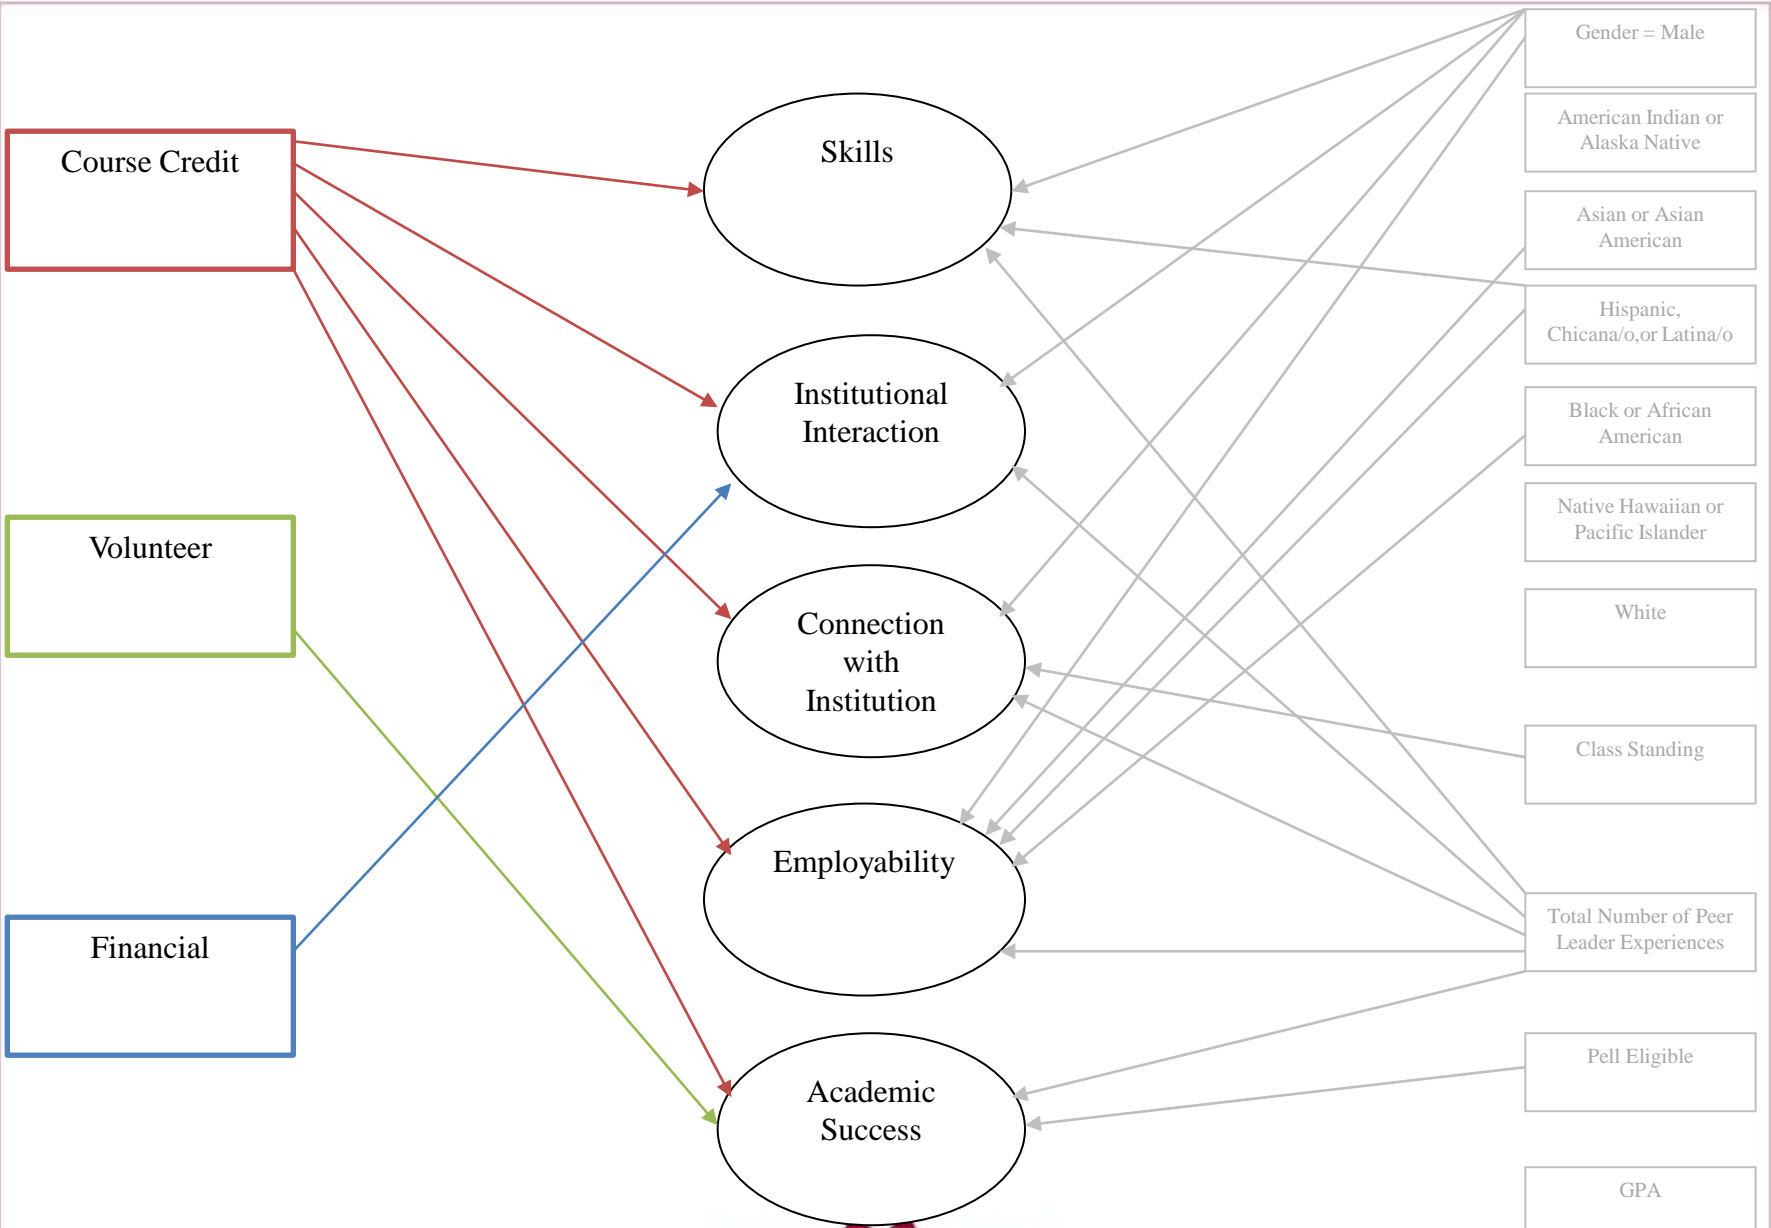 Course Credit
Volunteer
Financial
Skills
Institutional
Interaction
Connection
with
Institution
Employability
Academic
Success
Gender = Male
American Indian or
Alaska Native
Asian or Asian
American
Hispanic,
Chicana/o,or Latina/o
Black or African
American
Native Hawaiian or
Pacific Islander
White
Class Standing
Total Number of Peer
Leader Experiences
Pell Eligible
GPA